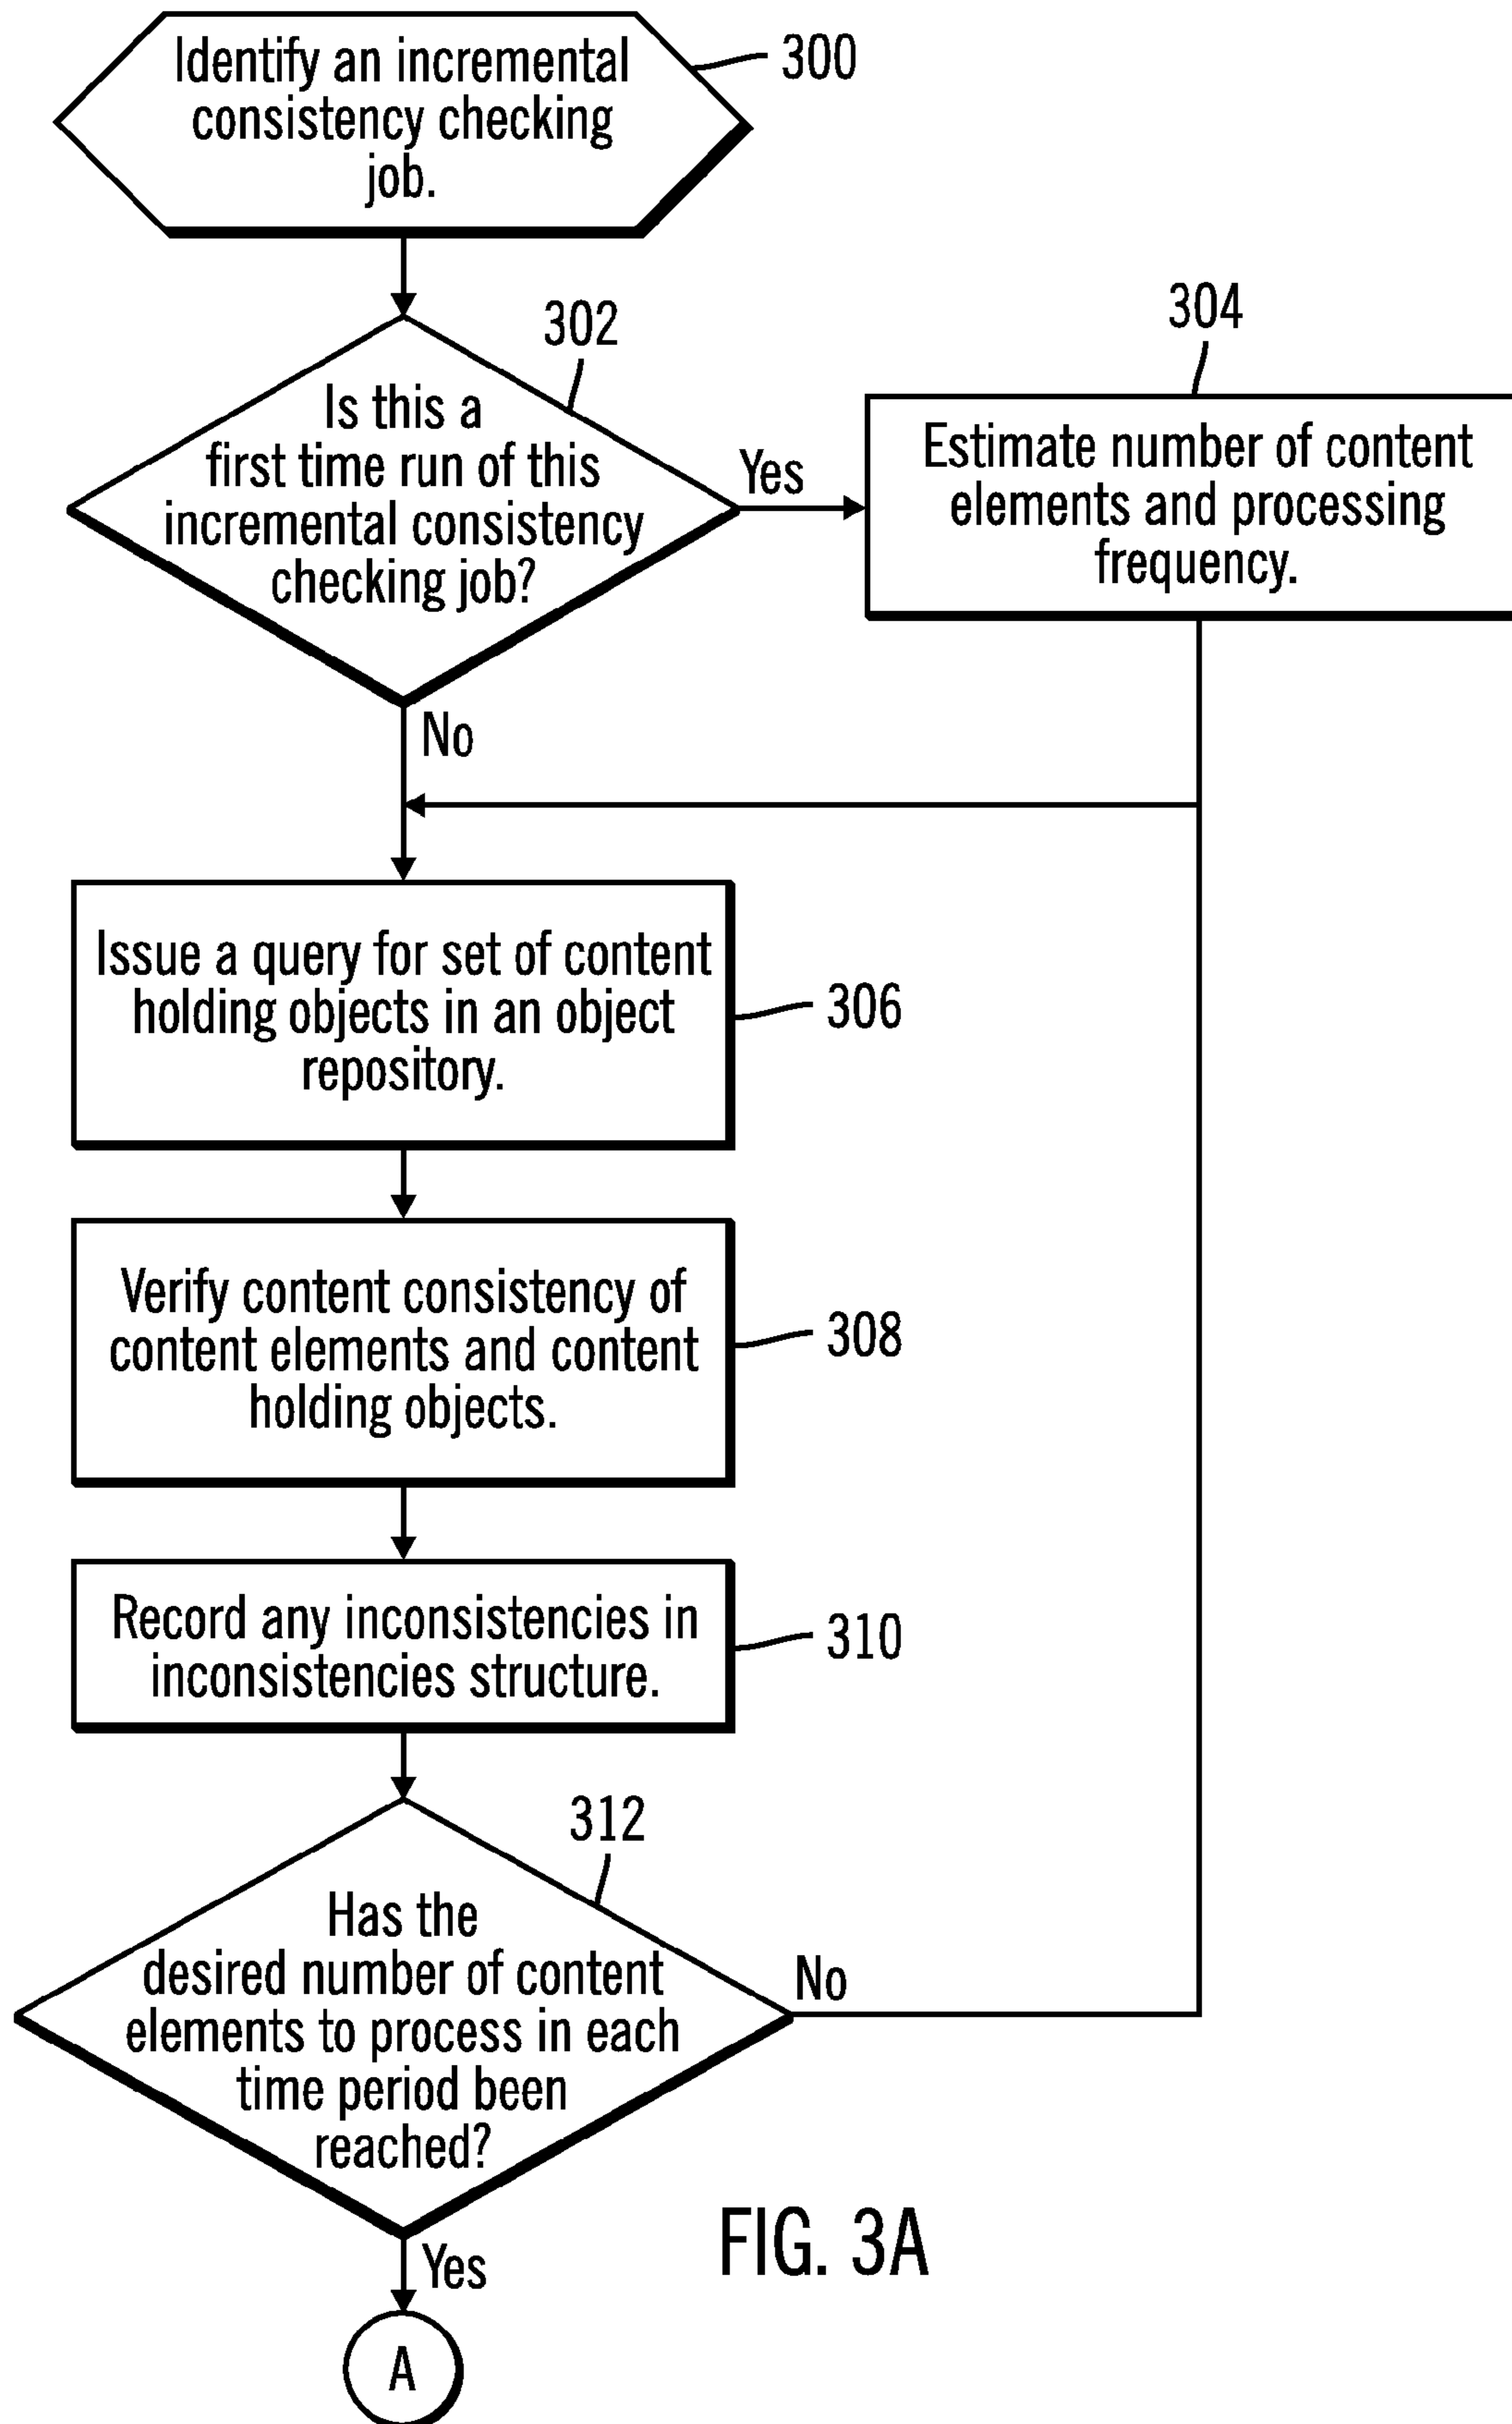 Identify an incremental
consistency checking
job.
300
302
Is this a
first time run of this
incremental consistency
checking job?
Yes
304
Estimate number of content
elements and processing
frequency.
No
Issue a query for set of content
holding objects in an object
repository.
306
Verify content consistency of
content elements and content
holding objects.
308
Record any inconsistencies in
inconsistencies structure.
310
312
Has the
desired number of content
elements to process in each
time period been
reached?
No
Yes
A
FIG. 3A